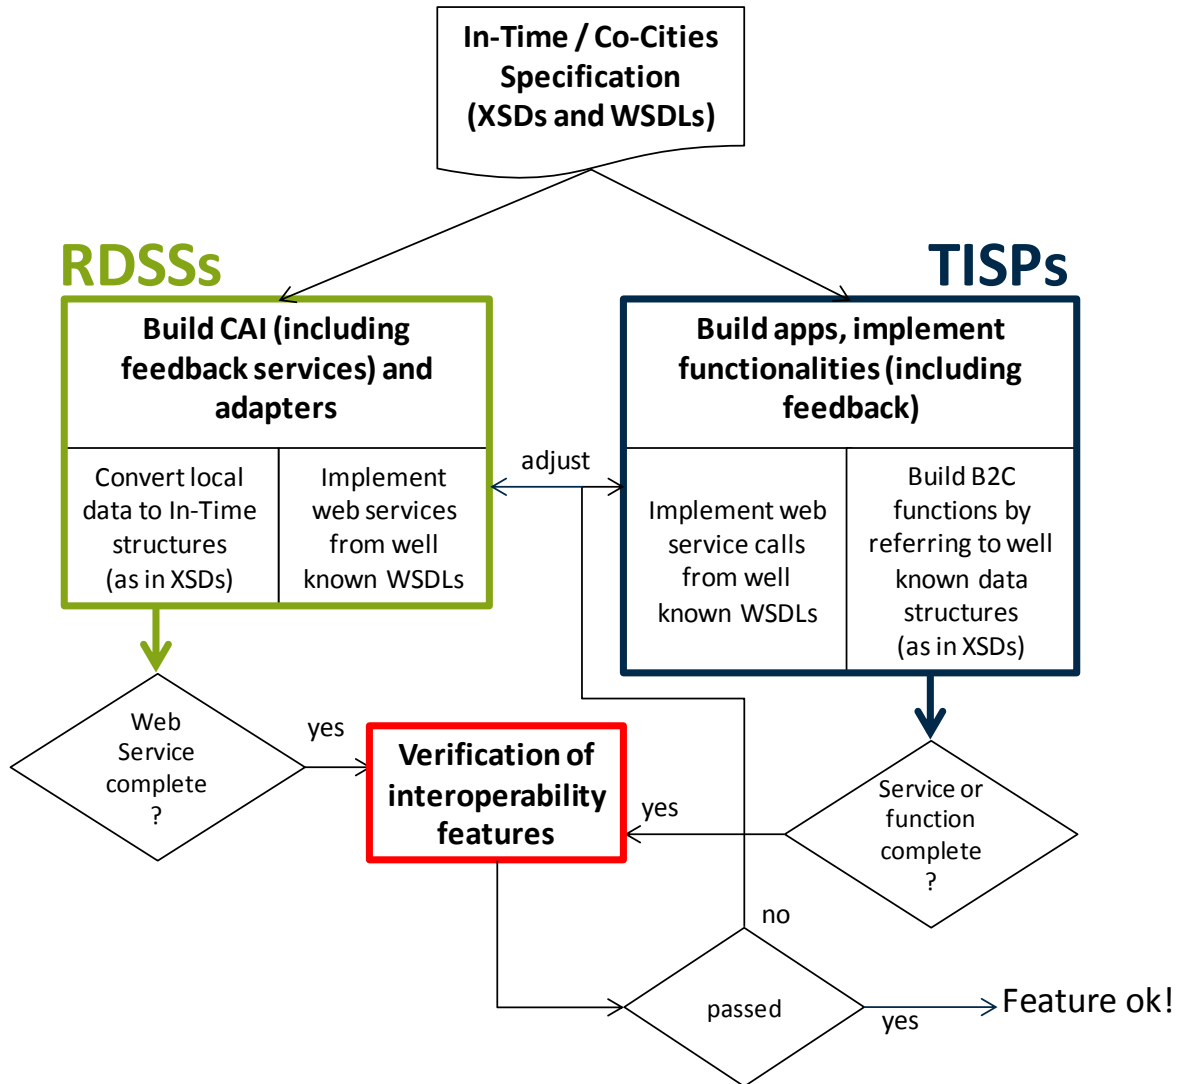 In-Time / Co-Cities
Specification
(XSDs and WSDLs)
RDSSs
TISPs
Build CAI (including
feedback services) and
adapters
Build apps, implement
functionalities (including
feedback)
Convert local
data to In-Time
structures
(as in XSDs)
Implement
web services
from well
known WSDLs
adjust
Implement web
service calls
from well
known WSDLs
Build B2C
functions by
referring to well
known data
structures
(as in XSDs)
Web
Service
complete
?
yes
Verification of
interoperability
features
yes
Service or
function
complete
?
no
passed
yes
Feature ok!